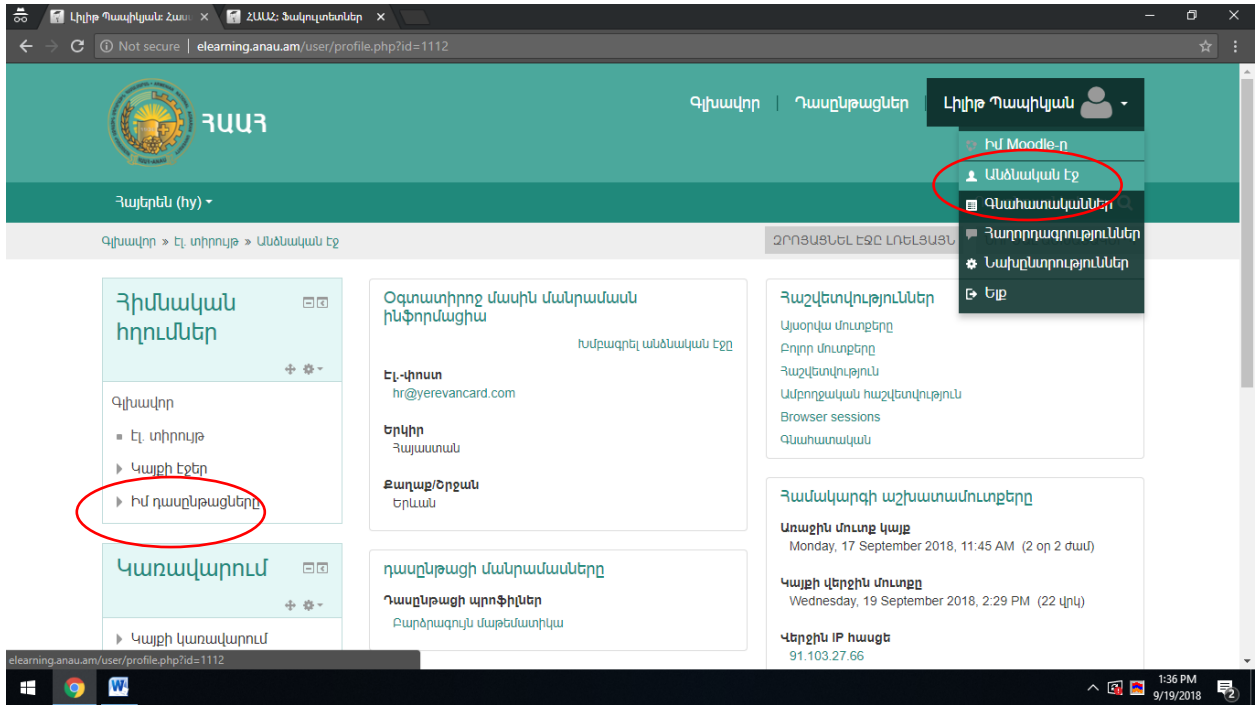 Լիլիթ Պապիկյան: Հաս
ՀԱԱՀ: Ֆակուլտետներ
Not secure | elearning.anau.am/user/profile.php?id=1112
ՀԱԱՀ
Գլխավոր | Դասընթացներ | Լիլիթ Պապիկյան
Իմ Moodle-ը
Անձնական էջ
Գնահատականներ
Հաղորդագրություններ
Նախընտրություններ
Ելք
Հայերեն (hy)
Գլխավոր » Էլ. տիրույթ » Անձնական էջ
ԶՐՈՅԱՑՆԵԼ ԷՋԸ ԼՌԵԼՅԱՅՆ
Հիմնական
հղումներ
Գլխավոր
Էլ. տիրույթ
Կայքի էջեր
Իմ դասընթացները
Կառավարում
Կայքի կառավարում
Օգտատիրոջ մասին մանրամասն
ինֆորմացիա
Խմբագրել անձնական էջը
Էլ.-փոստ
hr@yerevancard.com
Երկիր
Հայաստան
Քաղաք/Շրջան
Երևան
դասընթացի մանրամասները
Դասընթացի պրոֆիլներ
Բարձրագույն մաթեմատիկա
Հաշվետվություններ
Այսօրվա մուտքերը
Բոլոր մուտքերը
Հաշվետվություն
Ամբողջական հաշվետվություն
Browser sessions
Գնահատական
Համակարգի աշխատամուտքերը
Առաջին մուտք կայք
Monday, 17 September 2018, 11:45 AM (2 օր 2 ժամ)
Կայքի վերջին մուտքը
Wednesday, 19 September 2018, 2:29 PM (22 վրկ)
Վերջին IP հասցե
91.103.27.66
elearning.anau.am/user/profile.php?id=1112
1:36 PM
9/19/2018
2